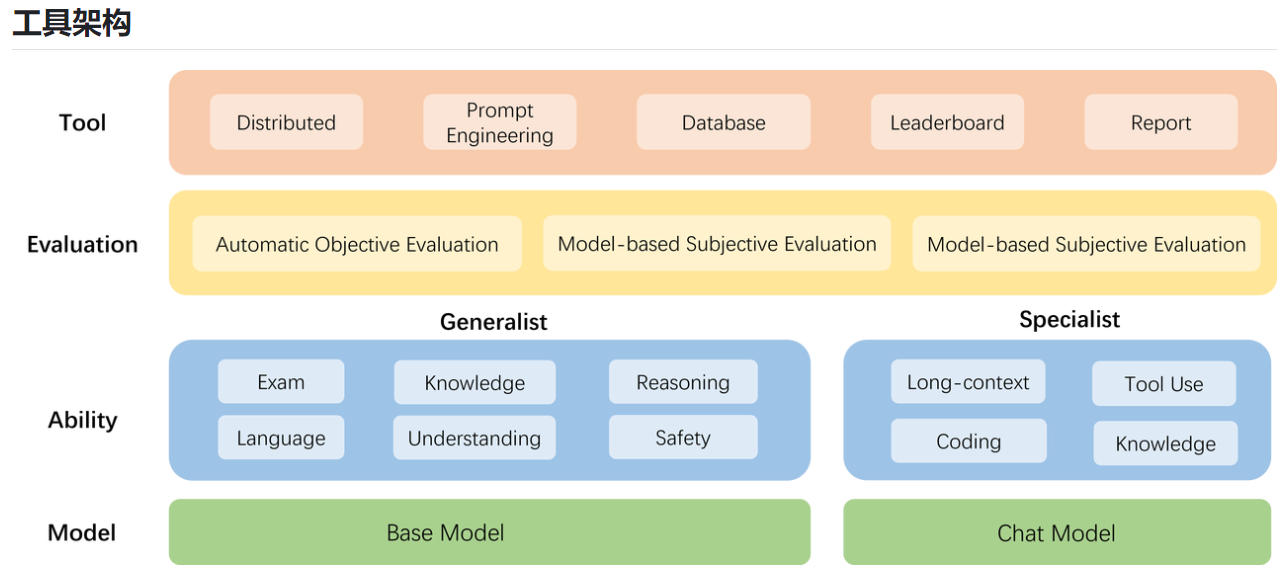 工具架构
Tool
Distributed
Prompt
Engineering
Database
Leaderboard
Report
Evaluation
Automatic Objective Evaluation
Model-based Subjective Evaluation
Model-based Subjective Evaluation
Generalist
Specialist
Ability
Exam
Knowledge
Reasoning
Language
Understanding
Safety
Long-context
Tool Use
Coding
Knowledge
Model
Base Model
Chat Model